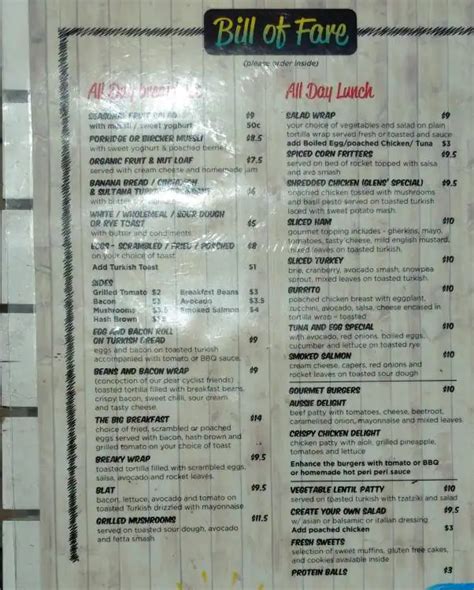 Bill of Fare
(please order inside)
All Day
SEASONAL FRUIT SALAD $9
with muesli / sweet yoghurt 50c
PORRIDGE OR BIRCHER MUESLI $8.5
with sweet yoghurt & poached berries
ORGANIC FRUIT & NUT LOAF $7.5
served with cream cheese and homemade jam
BANANA BREAD / CINNAMON
& SULTANA TURKISH $4
WHITE / WHOLEMEAL / SOUR DOUGH
OR RYE TOAST $5
with butter and condiments
EGGS - SCRAMBLED / FRIED / POACHED $8
on your choice of toast
Add Turkish Toast $1
SIDES
Grilled Tomato $2 Breakfast Beans $3
Bacon $3 Avocado $3.5
Mushrooms $3.5 Smoked Salmon $4
Hash Brown
EGG AND BACON ROLL
ON TURKISH BREAD $9
eggs and bacon on toasted turkish
accompanied with tomato or BBQ sauce.
BEANS AND BACON WRAP $9
(concoction of our dear cyclist friends)
toasted tortilla filled with breakfast beans,
crispy bacon, sweet chili, sour cream
and tasty cheese
THE BIG BREAKFAST $14
choice of fried, scrambled or poached
eggs served with bacon, hash brown and
grilled tomato on your choice of toast
BREAKY WRAP $9.5
toasted tortilla filled with scrambled eggs,
salsa, avocado and rocket leaves.
BLAT $9.5
bacon, lettuce, avocado and tomato on
toasted Turkish drizzled with mayonnaise
GRILLED MUSHROOMS $11.5
served on toasted sour dough, avocado
and fetta smash
All Day Lunch
SALAD WRAP $9
your choice of vegetables and salad on plain
tortilla wrap served fresh or toasted and sauce
add Boiled Egg/poached Chicken/ Tuna $3
SPICED CORN FRITTERS $9.5
served on bed of rocket topped with salsa
and avo smash
SHREDDED CHICKEN (GLENS' SPECIAL) $9.5
poached chicken tossed with mushrooms
and basil pesto served on toasted turkish
laced with sweet potato mash
SLICED HAM $10
gourmet topping includes - gherkins, mayo,
tomatoes, tasty cheese, mild english mustard,
mixed leaves on toasted turkish.
SLICED TURKEY $10
brie, cranberry, avocado smash, snowpea
sprout, mixed leaves on toasted turkish.
BURRITO $10
poached chicken breast with eggplant,
zucchini, avocado, salsa, cheese encased in
tortilla wrap - toasted
TUNA AND EGG SPECIAL $10
with avocado, red onions, boiled eggs,
cucumber and lettuce on toasted rye
SMOKED SALMON $10
cream cheese, capers, red onions and
rocket leaves on toasted sour dough
GOURMET BURGERS $10
AUSSIE DELIGHT
beef patty with tomatoes, cheese, beetroot,
caramelised onion, mayonnaise and mixed leaves
CRISPY CHICKEN DELIGHT
chicken patty with aioli, grilled pineapple,
tomatoes and lettuce
Enhance the burgers with tomato or BBQ
or homemade hot peri peri sauce
VEGETABLE LENTIL PATTY $10
served on toasted turkish with tzatziki and salad
CREATE YOUR OWN SALAD $9.5
w/ asian or balsamic or italian dressing
Add poached chicken $3
FRESH SWEETS
selection of sweet muffins, gluten free cakes,
and cookies available inside
PROTEIN BALLS $3